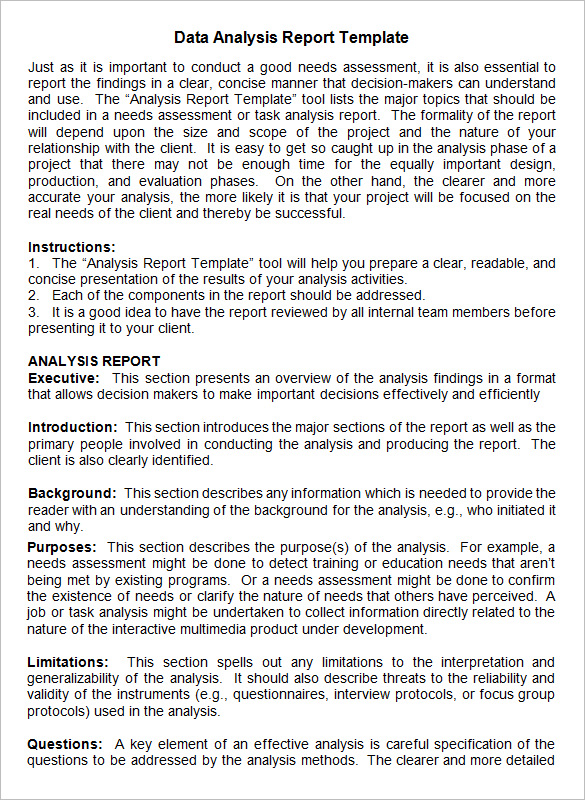 Data Analysis Report Template
Just as it is important to conduct a good needs assessment, it is also essential to
report the findings in a clear, concise manner that decision-makers can understand
and use. The “Analysis Report Template” tool lists the major topics that should be
included in a needs assessment or task analysis report. The formality of the report
will depend upon the size and scope of the project and the nature of your
relationship with the client. It is easy to get so caught up in the analysis phase of a
project that there may not be enough time for the equally important design,
production, and evaluation phases. On the other hand, the clearer and more
accurate your analysis, the more likely it is that your project will be focused on the
real needs of the client and thereby be successful.
Instructions:
1. The “Analysis Report Template” tool will help you prepare a clear, readable, and
concise presentation of the results of your analysis activities.
2. Each of the components in the report should be addressed.
3. It is a good idea to have the report reviewed by all internal team members before
presenting it to your client.
ANALYSIS REPORT
Executive: This section presents an overview of the analysis findings in a format
that allows decision makers to make important decisions effectively and efficiently
Introduction: This section introduces the major sections of the report as well as the
primary people involved in conducting the analysis and producing the report. The
client is also clearly identified.
Background: This section describes any information which is needed to provide the
reader with an understanding of the background for the analysis, e.g., who initiated it
and why.
Purposes: This section describes the purpose(s) of the analysis. For example, a
needs assessment might be done to detect training or education needs that aren’t
being met by existing programs. Or a needs assessment might be done to confirm
the existence of needs or clarify the nature of needs that others have perceived. A
job or task analysis might be undertaken to collect information directly related to the
nature of the interactive multimedia product under development.
Limitations: This section spells out any limitations to the interpretation and
generalizability of the analysis. It should also describe threats to the reliability and
validity of the instruments (e.g., questionnaires, interview protocols, or focus group
protocols) used in the analysis.
Questions: A key element of an effective analysis is careful specification of the
questions to be addressed by the analysis methods. The clearer and more detailed